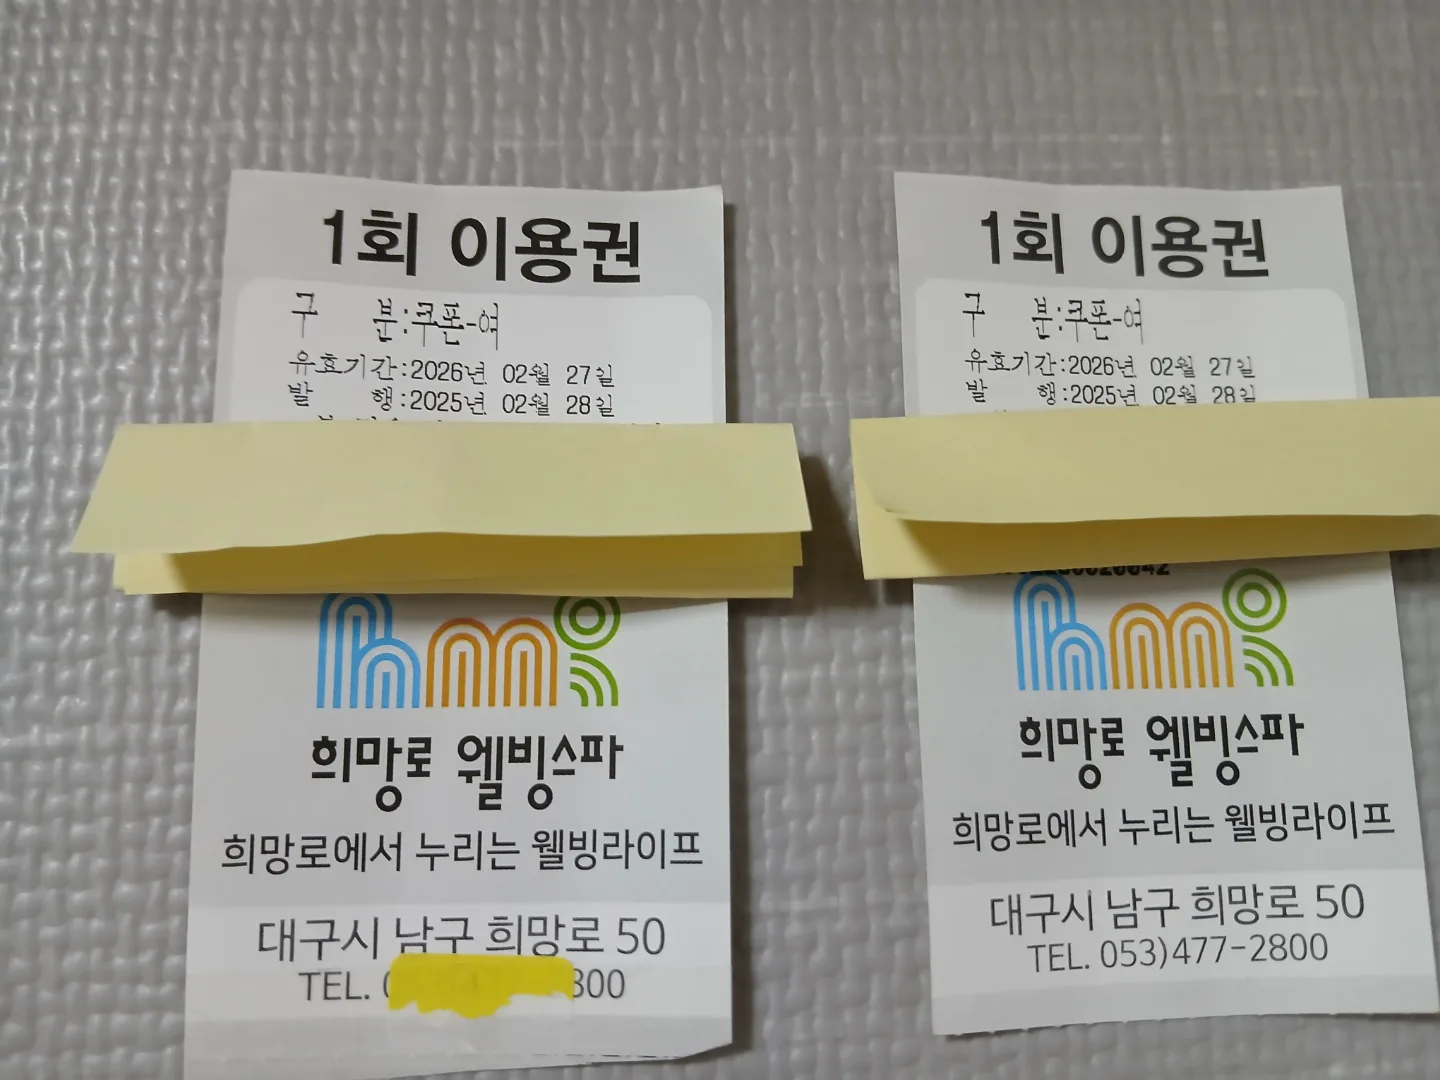 1회 이용권
구 분:쿠폰-여
유효기간:2026년 02월 27일
발 행:2025년 02월 28일
희망로 웰빙스파
희망로에서 누리는 웰빙라이프
대구시 남구 희망로 50
TEL. 0 800
1회 이용권
구 분:쿠폰-여
유효기간:2026년 02월 27일
발 행:2025년 02월 28일
희망로 웰빙스파
희망로에서 누리는 웰빙라이프
대구시 남구 희망로 50
TEL. 053)477-2800